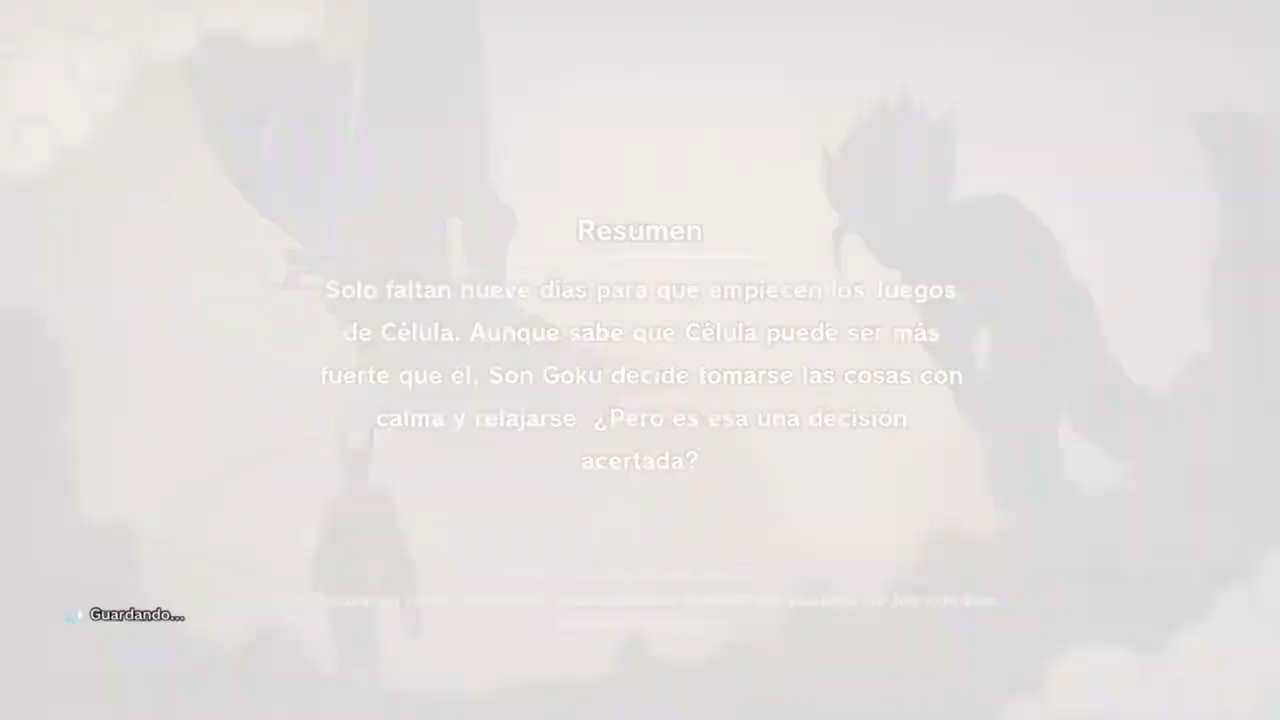 Resumen
Solo faltan nueve días para que empiecen los Juegos
de Célula. Aunque sabe que Célula puede ser más
fuerte que él, Son Goku decide tomarse las cosas con
calma y relajarse. ¿Pero es esa una decisión
acertada?
Guardando...